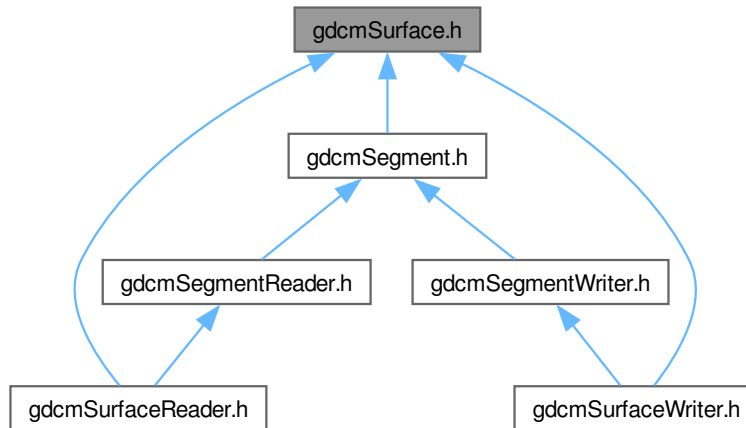 gdcmSurface.h
gdcmSegment.h
gdcmSegmentReader.h
gdcmSegmentWriter.h
gdcmSurfaceReader.h
gdcmSurfaceWriter.h